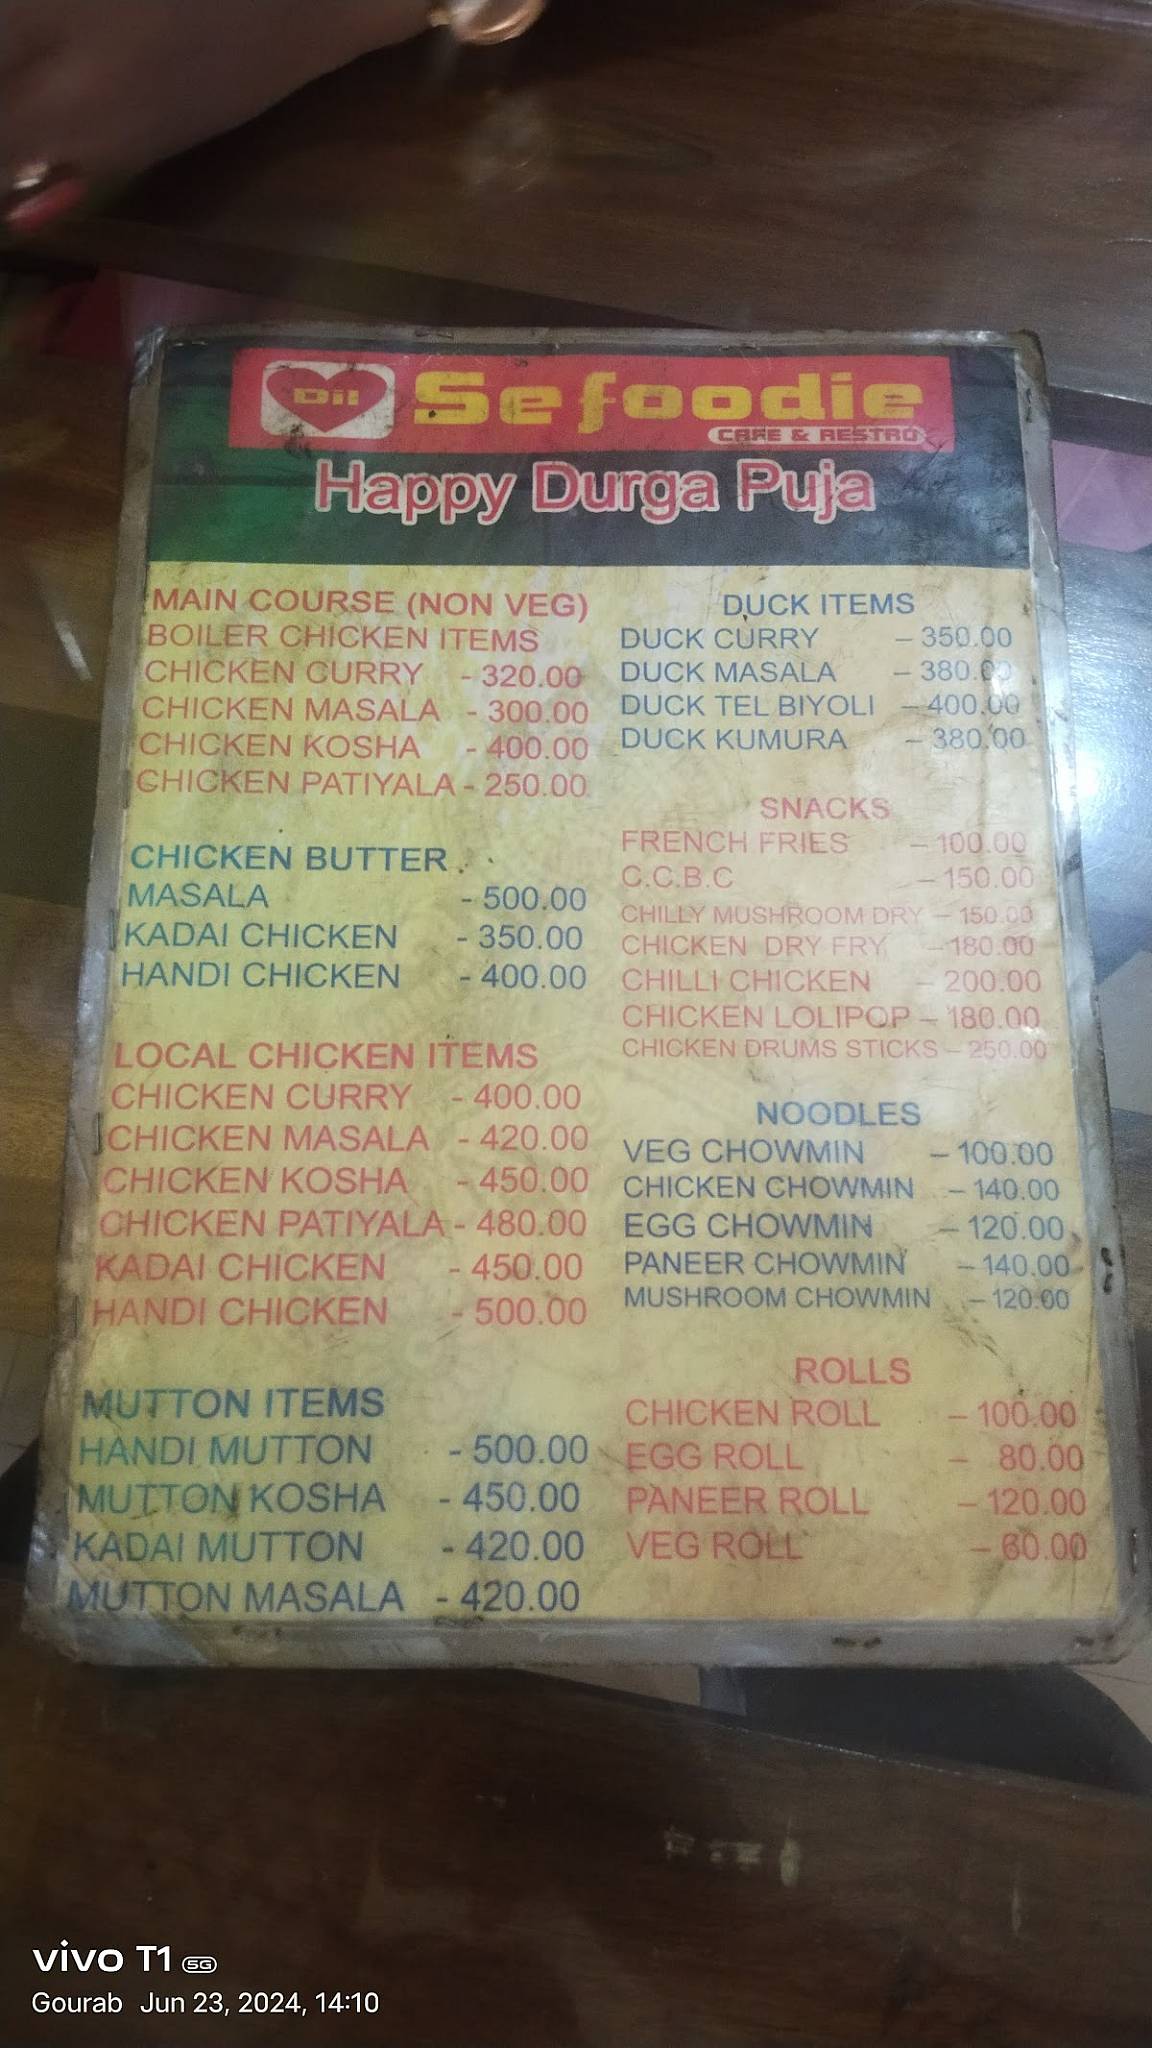 Dil Sefoodie
CAFE & RESTRO
Happy Durga Puja
MAIN COURSE (NON VEG)
BOILER CHICKEN ITEMS
CHICKEN CURRY - 320.00
CHICKEN MASALA - 300.00
CHICKEN KOSHA - 400.00
CHICKEN PATIYALA - 250.00
CHICKEN BUTTER
MASALA - 500.00
KADAI CHICKEN - 350.00
HANDI CHICKEN - 400.00
LOCAL CHICKEN ITEMS
CHICKEN CURRY - 400.00
CHICKEN MASALA - 420.00
CHICKEN KOSHA - 450.00
CHICKEN PATIYALA - 480.00
KADAI CHICKEN - 450.00
HANDI CHICKEN - 500.00
MUTTON ITEMS
HANDI MUTTON - 500.00
MUTTON KOSHA - 450.00
KADAI MUTTON - 420.00
MUTTON MASALA - 420.00
DUCK ITEMS
DUCK CURRY – 350.00
DUCK MASALA – 380.00
DUCK TEL BIYOLI – 400.00
DUCK KUMURA – 380.00
SNACKS
FRENCH FRIES – 100.00
C.C.B.C – 150.00
CHILLY MUSHROOM DRY – 150.00
CHICKEN DRY FRY – 180.00
CHILLI CHICKEN – 200.00
CHICKEN LOLIPOP – 180.00
CHICKEN DRUMS STICKS – 250.00
NOODLES
VEG CHOWMIN – 100.00
CHICKEN CHOWMIN – 140.00
EGG CHOWMIN – 120.00
PANEER CHOWMIN – 140.00
MUSHROOM CHOWMIN – 120.00
ROLLS
CHICKEN ROLL – 100.00
EGG ROLL – 80.00
PANEER ROLL – 120.00
VEG ROLL – 60.00
vivo T1 5G
Gourab Jun 23, 2024, 14:10